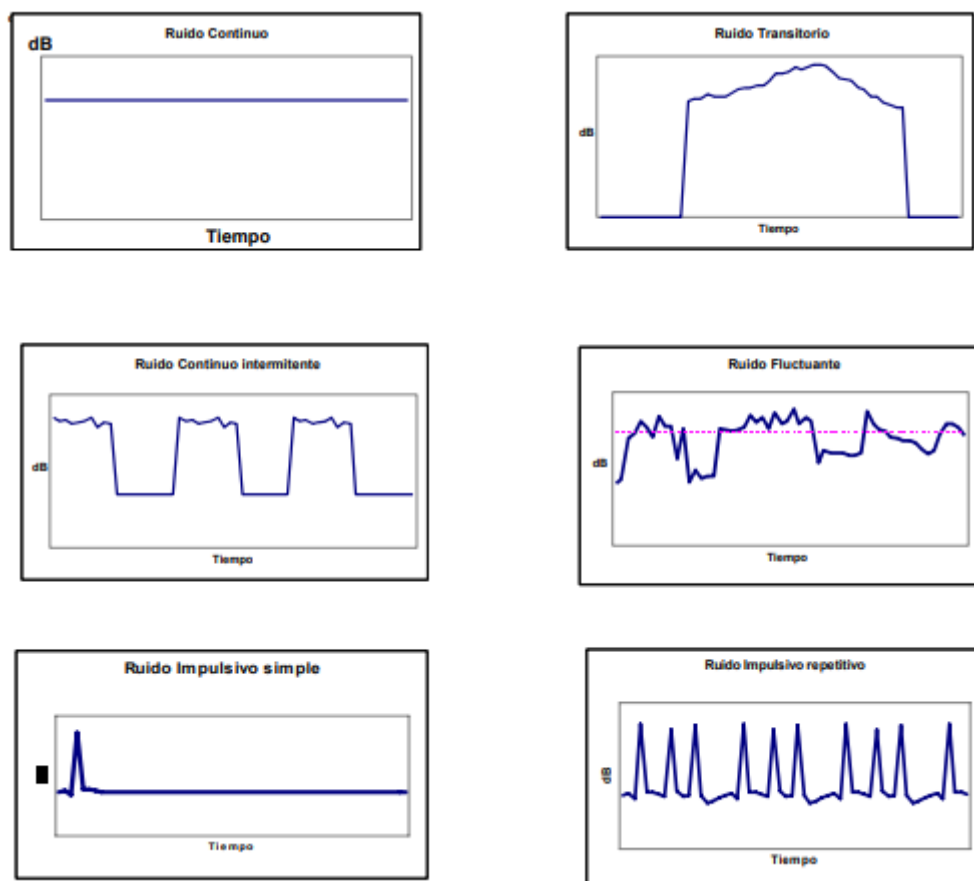 Ruido Continuo
dB
Tiempo
Ruido Transitorio
dB
Tiempo
Ruido Continuo intermitente
dB
Tiempo
Ruido Fluctuante
dB
Tiempo
Ruido Impulsivo simple
Tiempo
Ruido Impulsivo repetitivo
dB
Tiempo